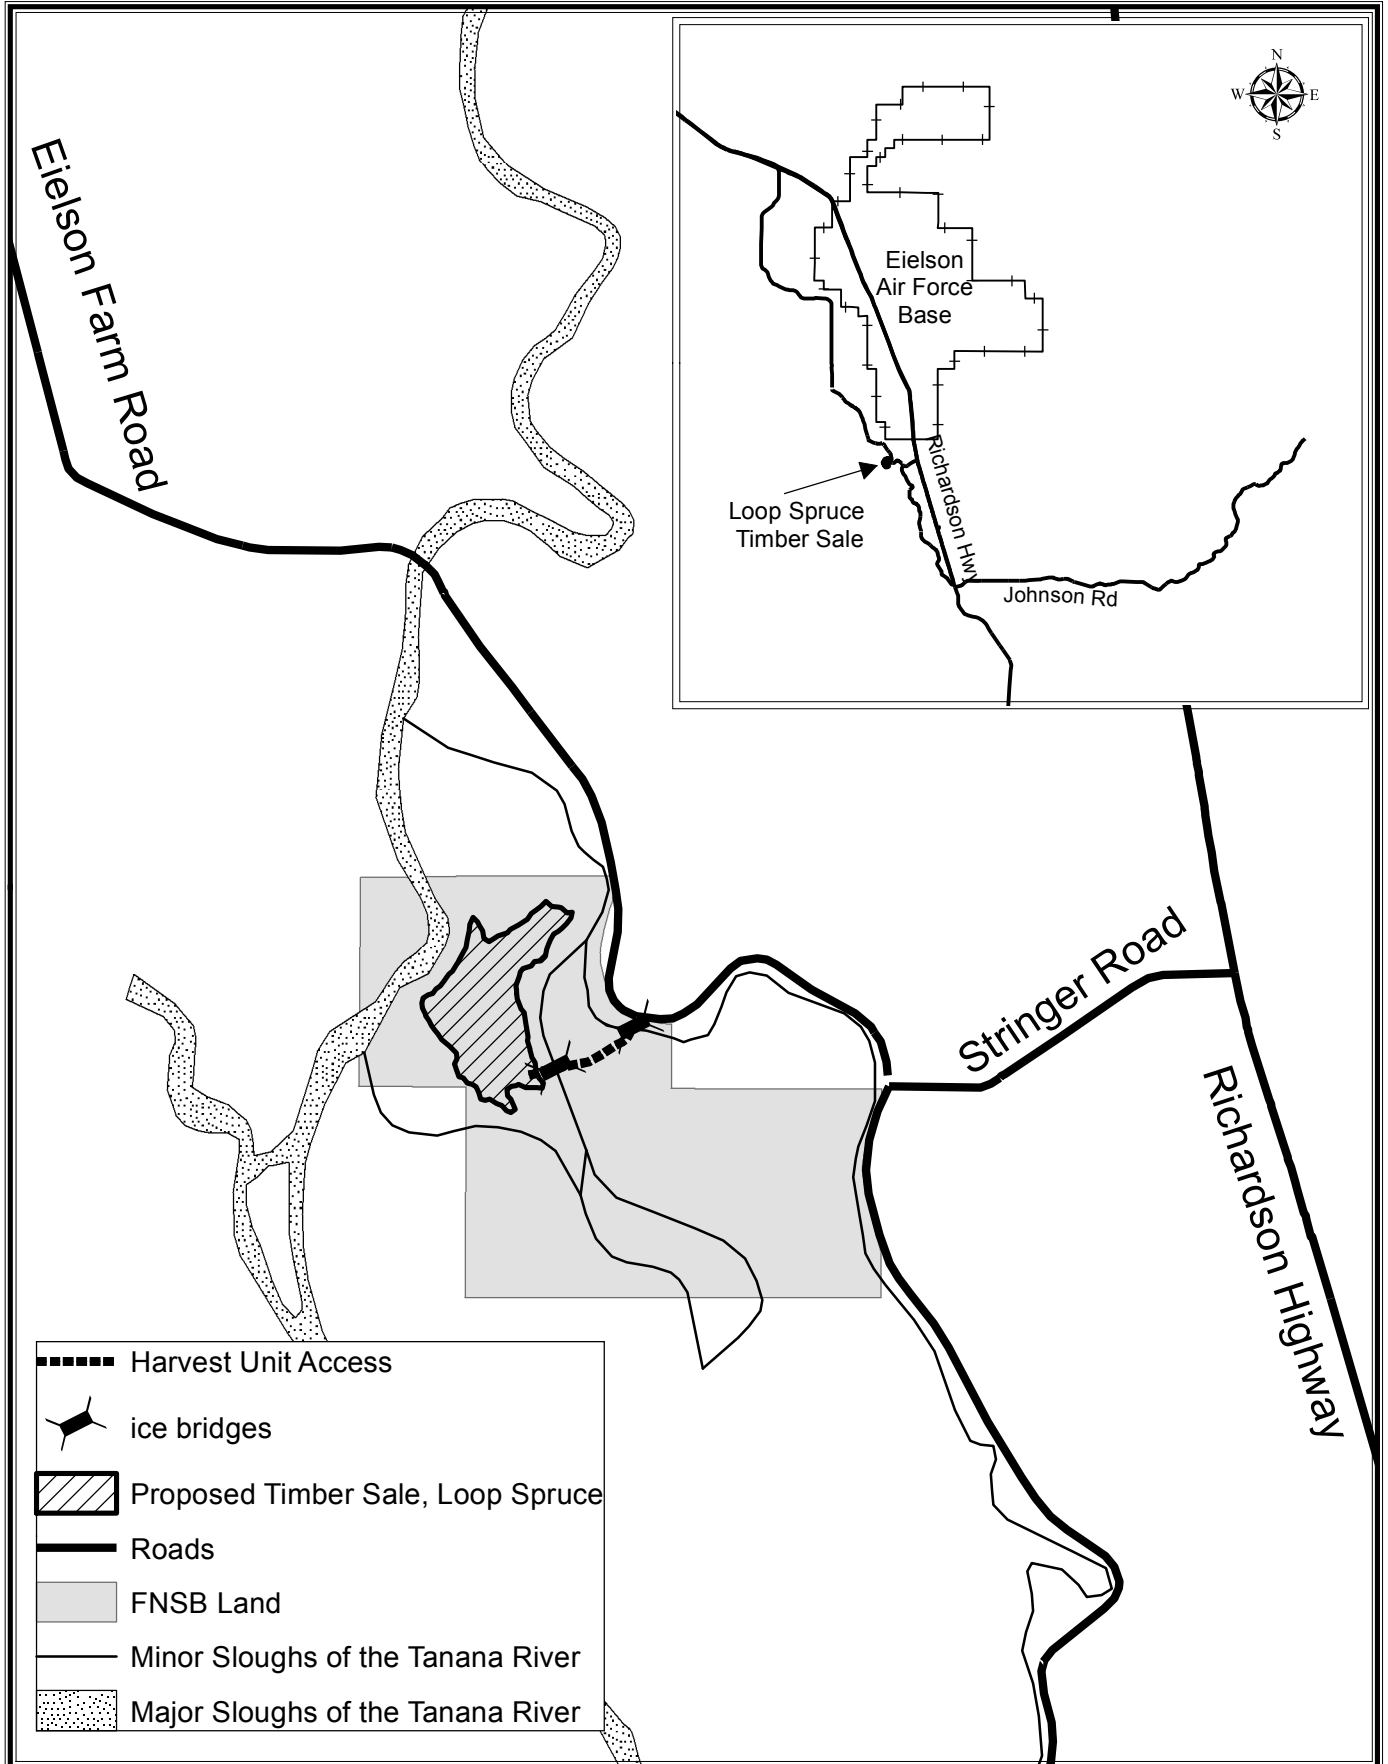 N
W E
S
Eielson
Air Force
Base
Loop Spruce
Timber Sale
Richardson Hwy
Johnson Rd
Eielson Farm Road
Stringer Road
Richardson Highway
Harvest Unit Access
ice bridges
Proposed Timber Sale, Loop Spruce
Roads
FNSB Land
Minor Sloughs of the Tanana River
Major Sloughs of the Tanana River